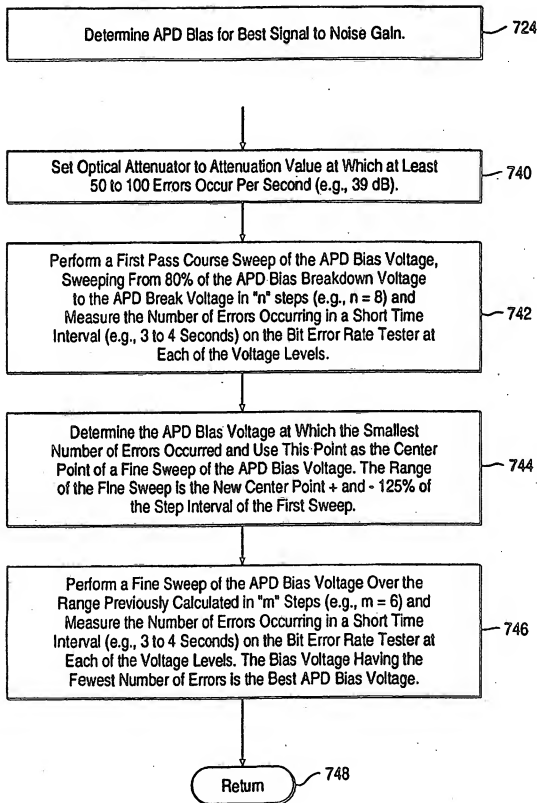 Determine APD Bias for Best Signal to Noise Gain.
724
Set Optical Attenuator to Attenuation Value at Which at Least
50 to 100 Errors Occur Per Second (e.g., 39 dB).
740
Perform a First Pass Course Sweep of the APD Bias Voltage,
Sweeping From 80% of the APD Bias Breakdown Voltage
to the APD Break Voltage in "n" steps (e.g., n = 8) and
Measure the Number of Errors Occurring in a Short Time
Interval (e.g., 3 to 4 Seconds) on the Bit Error Rate Tester at
Each of the Voltage Levels.
742
Determine the APD Bias Voltage at Which the Smallest
Number of Errors Occurred and Use This Point as the Center
Point of a Fine Sweep of the APD Bias Voltage. The Range
of the Fine Sweep is the New Center Point + and - 125% of
the Step Interval of the First Sweep.
744
Perform a Fine Sweep of the APD Bias Voltage Over the
Range Previously Calculated in "m" Steps (e.g., m = 6) and
Measure the Number of Errors Occurring in a Short Time
Interval (e.g., 3 to 4 Seconds) on the Bit Error Rate Tester at
Each of the Voltage Levels. The Bias Voltage Having the
Fewest Number of Errors is the Best APD Bias Voltage.
746
Return
748